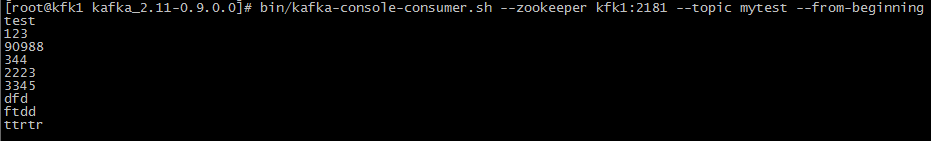 [root@kfk1 kafka_2.11-0.9.0.0]# bin/kafka-console-consumer.sh --zookeeper kfk1:2181 --topic mytest --from-beginning
test
123
90988
344
2223
3345
dfd
ftdd
ttrtr